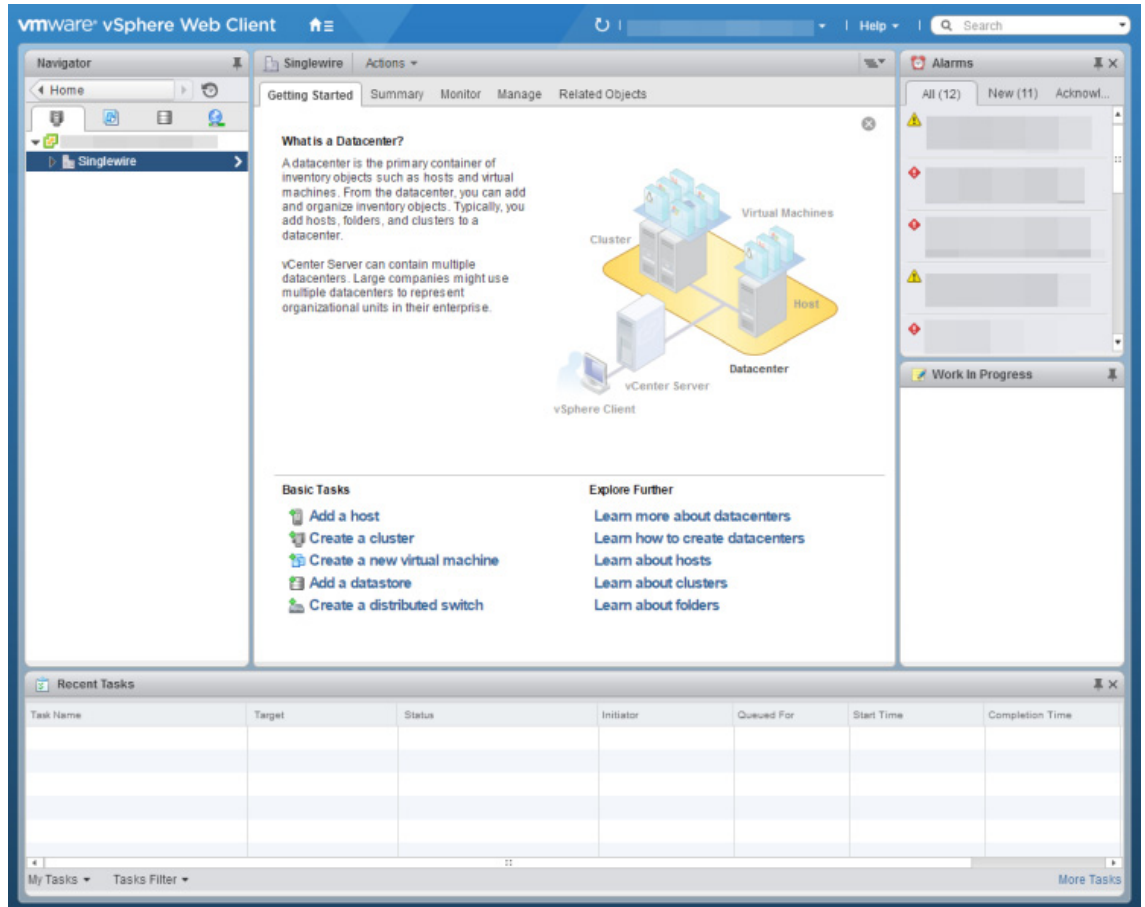 vmware® vSphere Web Client
Help
Search
Navigator
Home
Singlewire
Singlewire Actions
Getting Started Summary Monitor Manage Related Objects
What is a Datacenter?
A datacenter is the primary container of
inventory objects such as hosts and virtual
machines. From the datacenter, you can add
and organize inventory objects. Typically, you
add hosts, folders, and clusters to a
datacenter.
vCenter Server can contain multiple
datacenters. Large companies might use
multiple datacenters to represent
organizational units in their enterprise.
Virtual Machines
Cluster
Host
Datacenter
vCenter Server
vSphere Client
Basic Tasks
Add a host
Create a cluster
Create a new virtual machine
Add a datastore
Create a distributed switch
Explore Further
Learn more about datacenters
Learn how to create datacenters
Learn about hosts
Learn about clusters
Learn about folders
Alarms
All (12) New (11) Acknowl...
Work In Progress
Recent Tasks
Task Name Target Status Initiator Queued For Start Time Completion Time
My Tasks Tasks Filter More Tasks